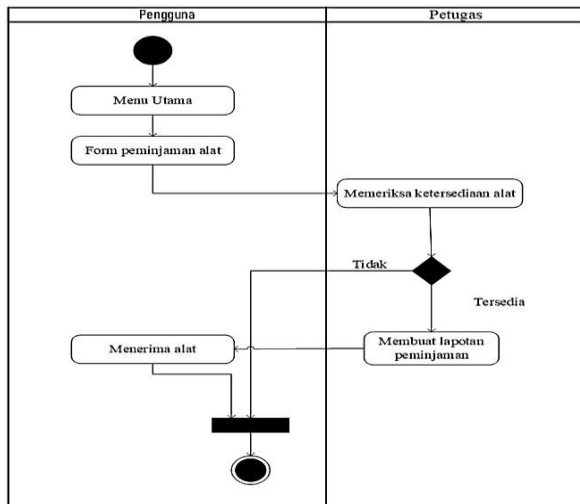 Pengguna
Petugas
Menu Utama
Form peminjaman alat
Memeriksa ketersediaan alat
Tidak
Tersedia
Membuat lapotan
peminjaman
Menerima alat